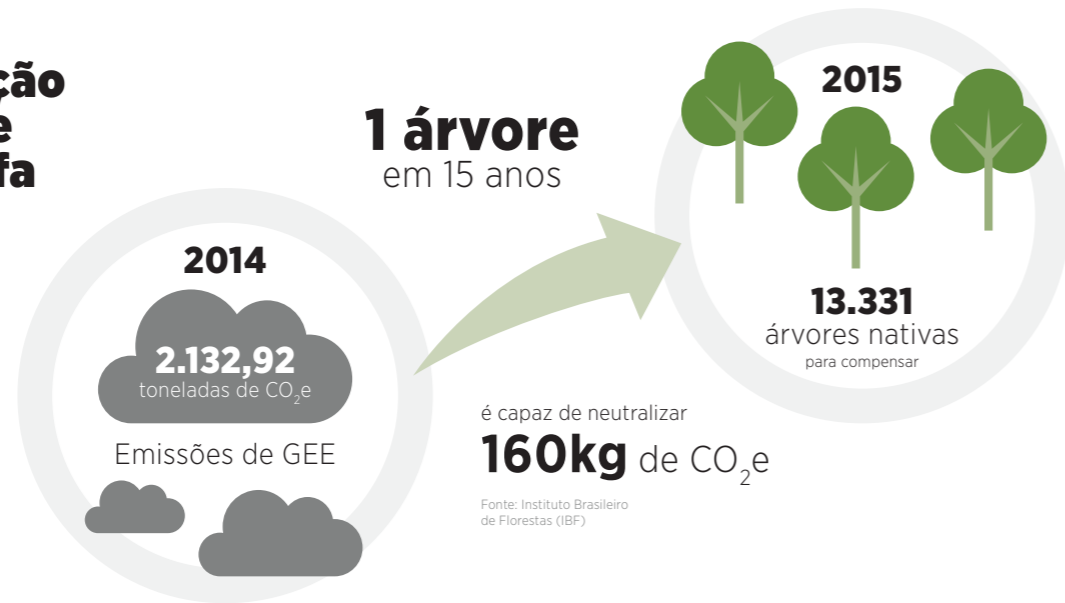 ção
e
fa
1 árvore
em 15 anos
2014
2.132,92
toneladas de CO₂e
Emissões de GEE
é capaz de neutralizar
160kg de CO₂e
Fonte: Instituto Brasileiro
de Florestas (IBF)
2015
13.331
árvores nativas
para compensar